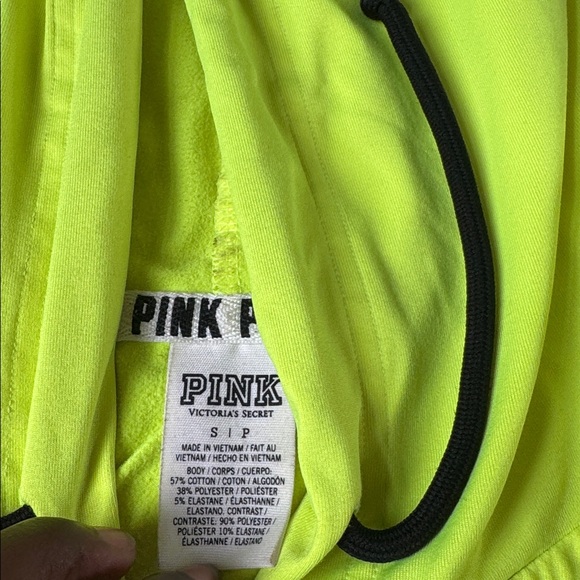 PINK P
PINK
VICTORIA'S SECRET
S | P
MADE IN VIETNAM / FAIT AU
VIETNAM / HECHO EN VIETNAM
BODY / CORPS / CUERPO:
57% COTTON / COTON / ALGODÓN
38% POLYESTER / POLIÉSTER
5% ELASTANE / ÉLASTHANNE /
ELASTANO. CONTRAST /
CONTRASTE: 90% POLYESTER /
POLIÉSTER 10% ELASTANE /
ÉLASTHANNE / ELASTANO